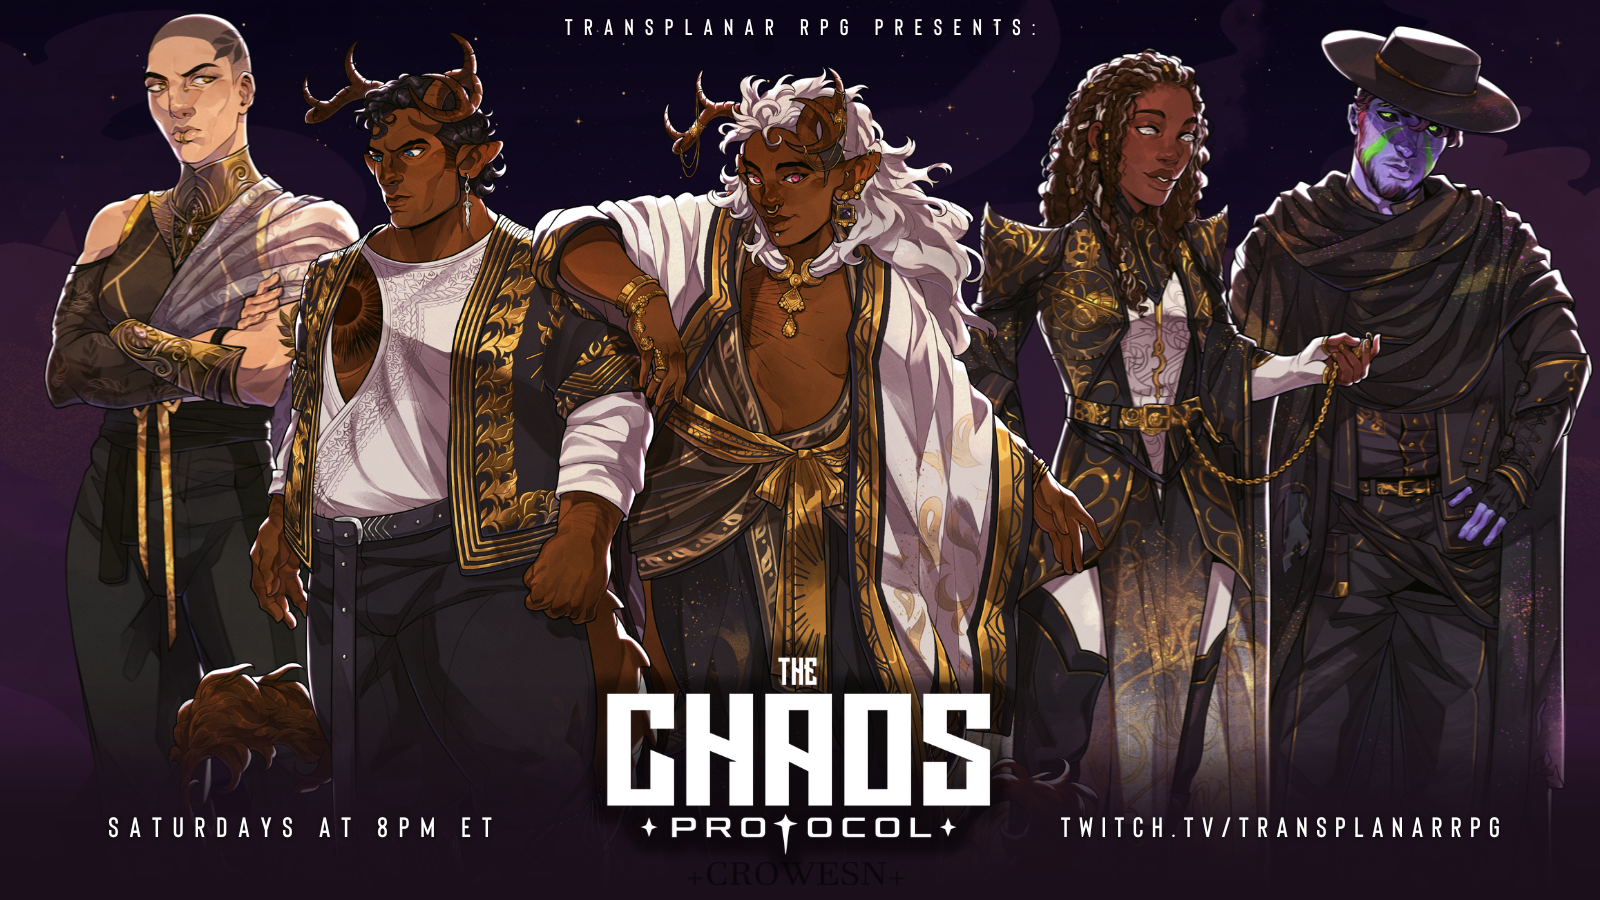 TRANSPLANAR RPG PRESENTS:
THE
CHAOS
PROTOCOL
SATURDAYS AT 8PM ET
TWITCH.TV/TRANSPLANARRPG
+CROWESN+